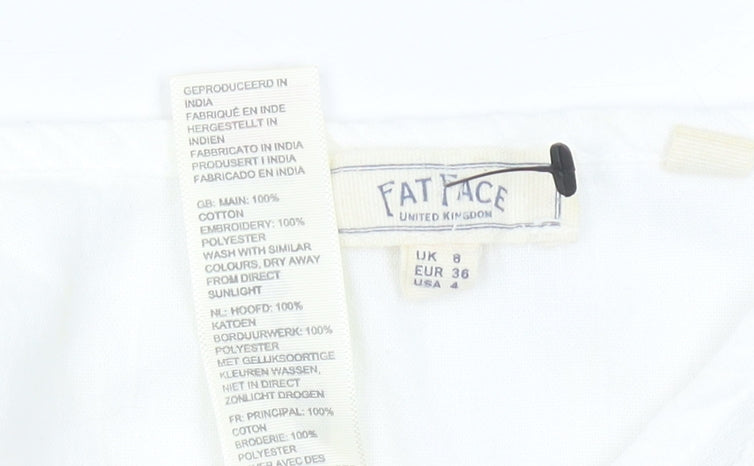 GEPRODUCEERD IN
INDIA
FABRIQUÉ EN INDE
HERGESTELLT IN
INDIEN
FABBRICATO IN INDIA
PRODUSERT I INDIA
FABRICADO EN INDIA
GB: MAIN: 100%
COTTON
EMBROIDERY: 100%
POLYESTER
WASH WITH SIMILAR
COLOURS, DRY AWAY
FROM DIRECT
SUNLIGHT
NL: HOOFD: 100%
KATOEN
BORDUURWERK: 100%
POLYESTER
MET GELIJKSOORTIGE
KLEUREN WASSEN,
NIET IN DIRECT
ZONLICHT DROGEN
FR: PRINCIPAL: 100%
COTON
BRODERIE: 100%
POLYESTER
AVEC DES
FAT FACE
UNITED KINGDOM
UK 8
EUR 36
USA 4